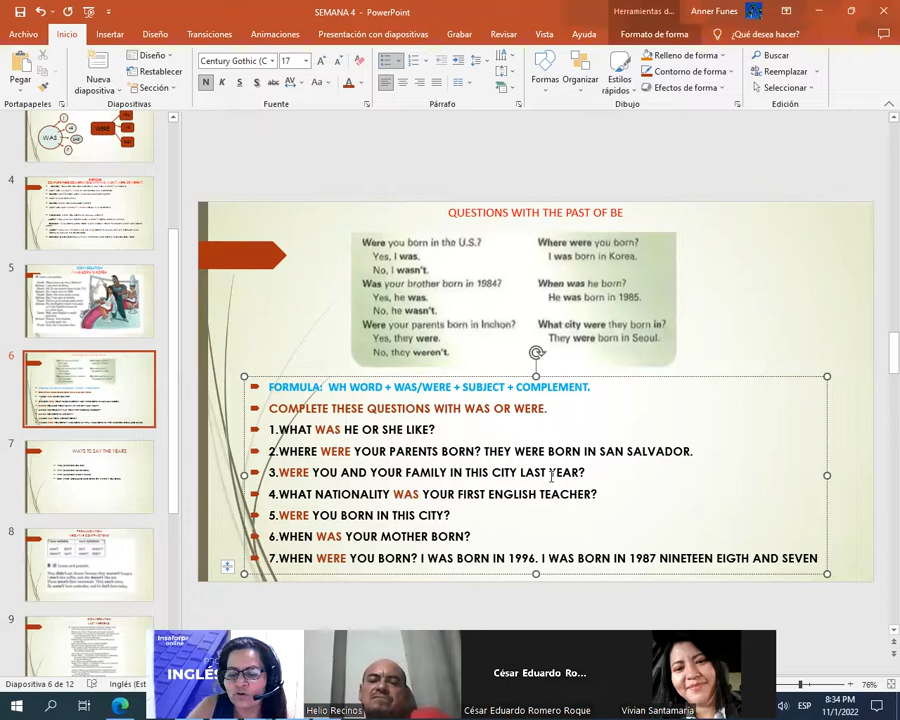 SEMANA 4 - PowerPoint
Herramientas d...
Anner Funes
Archivo
Inicio
Insertar
Diseño
Transiciones
Animaciones
Presentación con diapositivas
Grabar
Revisar
Vista
Ayuda
Formato de forma
¿Qué desea hacer?
Pegar
Nueva
diapositiva
Diseño
Restablecer
Sección
Century Gothic (C
17
N
K
S
S
abc
AV
Aa
A
Formas
Organizar
Estilos
rápidos
Relleno de forma
Contorno de forma
Efectos de forma
Buscar
Reemplazar
Seleccionar
Portapapeles
Diapositivas
Fuente
Párrafo
Dibujo
Edición
WAS
WERE
4
5
6
7
WAYS TO SAY THE YEARS
8
9
QUESTIONS WITH THE PAST OF BE
Were you born in the U.S.?
Yes, I was.
No, I wasn't.
Was your brother born in 1984?
Yes, he was.
No, he wasn't.
Were your parents born in Inchon?
Yes, they were.
No, they weren't.
Where were you born?
I was born in Korea.
When was he born?
He was born in 1985.
What city were they born in?
They were born in Seoul.
FORMULA: WH WORD + WAS/WERE + SUBJECT + COMPLEMENT.
COMPLETE THESE QUESTIONS WITH WAS OR WERE.
1.WHAT WAS HE OR SHE LIKE?
2.WHERE WERE YOUR PARENTS BORN? THEY WERE BORN IN SAN SALVADOR.
3.WERE YOU AND YOUR FAMILY IN THIS CITY LAST YEAR?
4.WHAT NATIONALITY WAS YOUR FIRST ENGLISH TEACHER?
5.WERE YOU BORN IN THIS CITY?
6.WHEN WAS YOUR MOTHER BORN?
7.WHEN WERE YOU BORN? I WAS BORN IN 1996. I WAS BORN IN 1987 NINETEEN EIGTH AND SEVEN
Insaforp
online
INGLÉS
Helio Recinos
César Eduardo Ro...
César Eduardo Romero Roque
Vivian Santamaría
Diapositiva 6 de 12
Inglés (Est
76%
ESP
8:34 PM
11/1/2022